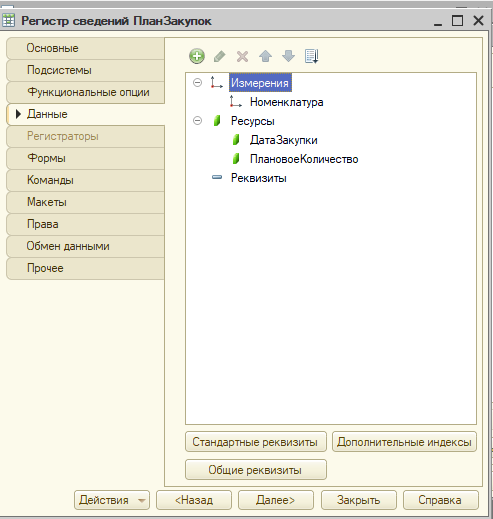 Регистр сведений ПланЗакупок
Основные
Подсистемы
Функциональные опции
Данные
Регистраторы
Формы
Команды
Макеты
Права
Обмен данными
Прочее
Измерения
Номенклатура
Ресурсы
ДатаЗакупки
ПлановоеКоличество
Реквизиты
Стандартные реквизиты
Дополнительные индексы
Общие реквизиты
Действия
<Назад
Далее>
Закрыть
Справка